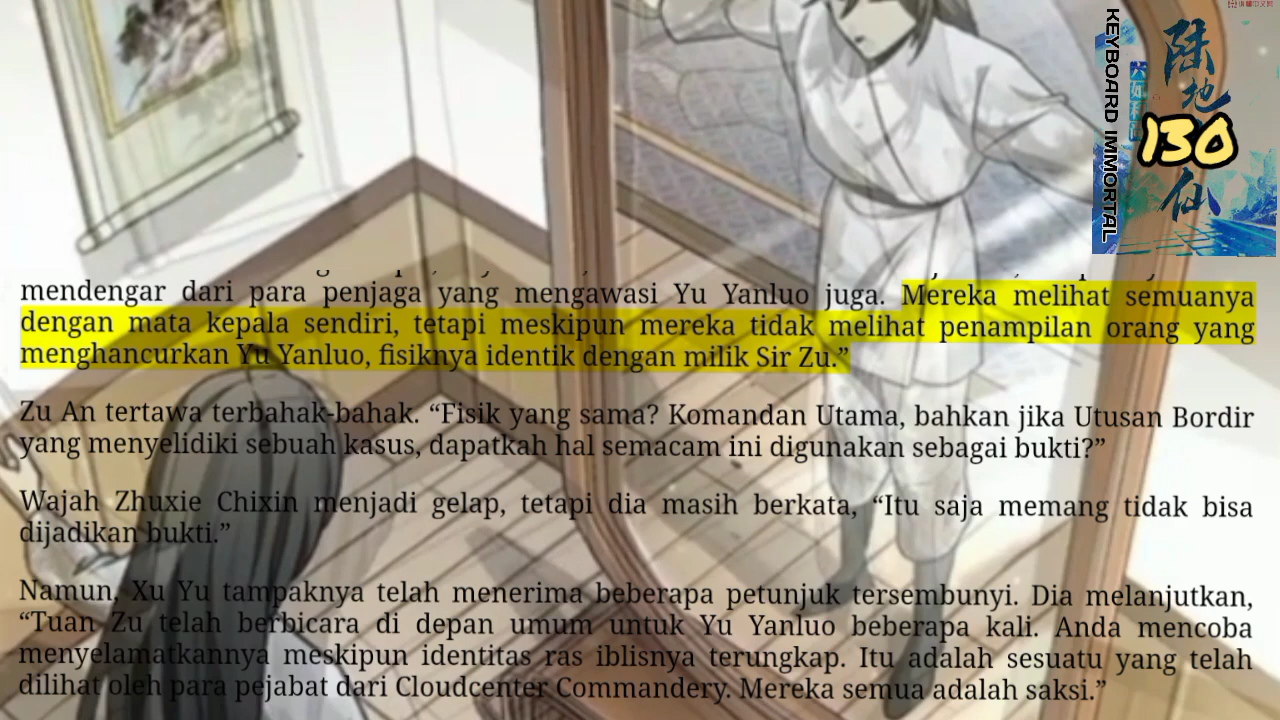 KEYBOARD IMMORTAL
陆地
130
仙
mendengar dari para penjaga yang mengawasi Yu Yanluo juga. Mereka melihat semuanya
dengan mata kepala sendiri, tetapi meskipun mereka tidak melihat penampilan orang yang
menghancurkan Yu Yanluo, fisiknya identik dengan milik Sir Zu.”
Zu An tertawa terbahak-bahak. “Fisik yang sama? Komandan Utama, bahkan jika Utusan Bordir
yang menyelidiki sebuah kasus, dapatkah hal semacam ini digunakan sebagai bukti?”
Wajah Zhuxie Chixin menjadi gelap, tetapi dia masih berkata, “Itu saja memang tidak bisa
dijadikan bukti.”
Namun, Xu Yu tampaknya telah menerima beberapa petunjuk tersembunyi. Dia melanjutkan,
“Tuan Zu telah berbicara di depan umum untuk Yu Yanluo beberapa kali. Anda mencoba
menyelamatkannya meskipun identitas ras iblisnya terungkap. Itu adalah sesuatu yang telah
dilihat oleh para pejabat dari Cloudcenter Commandery. Mereka semua adalah saksi.”